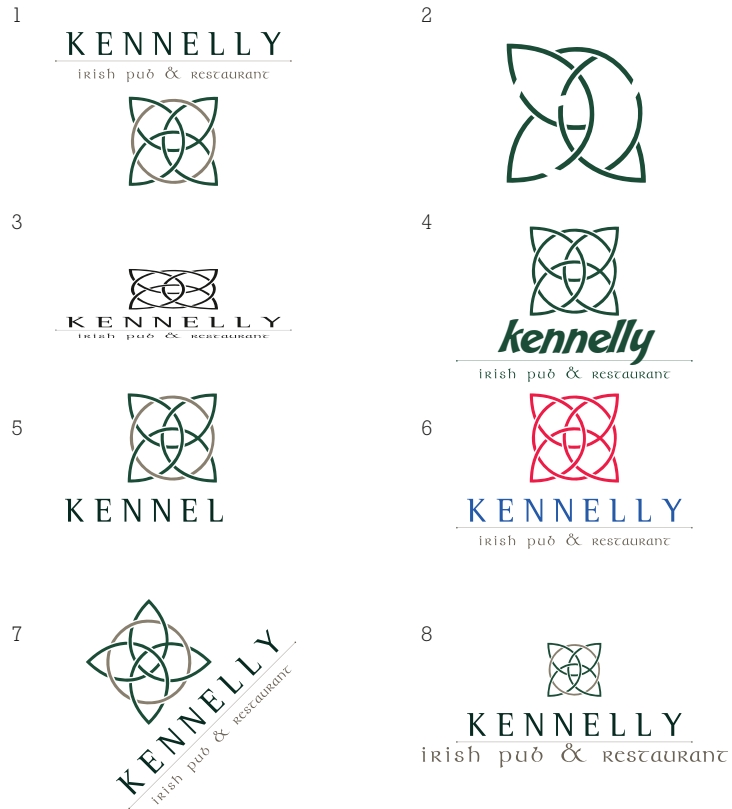 1
KENNELLY
irish pub & restaurant
2
3
KENNELLY
irish pub & restaurant
4
kennelly
irish pub & restaurant
5
KENNEL
6
KENNELLY
irish pub & restaurant
7
KENNELLY
irish pub & restaurant
8
KENNELLY
irish pub & restaurant